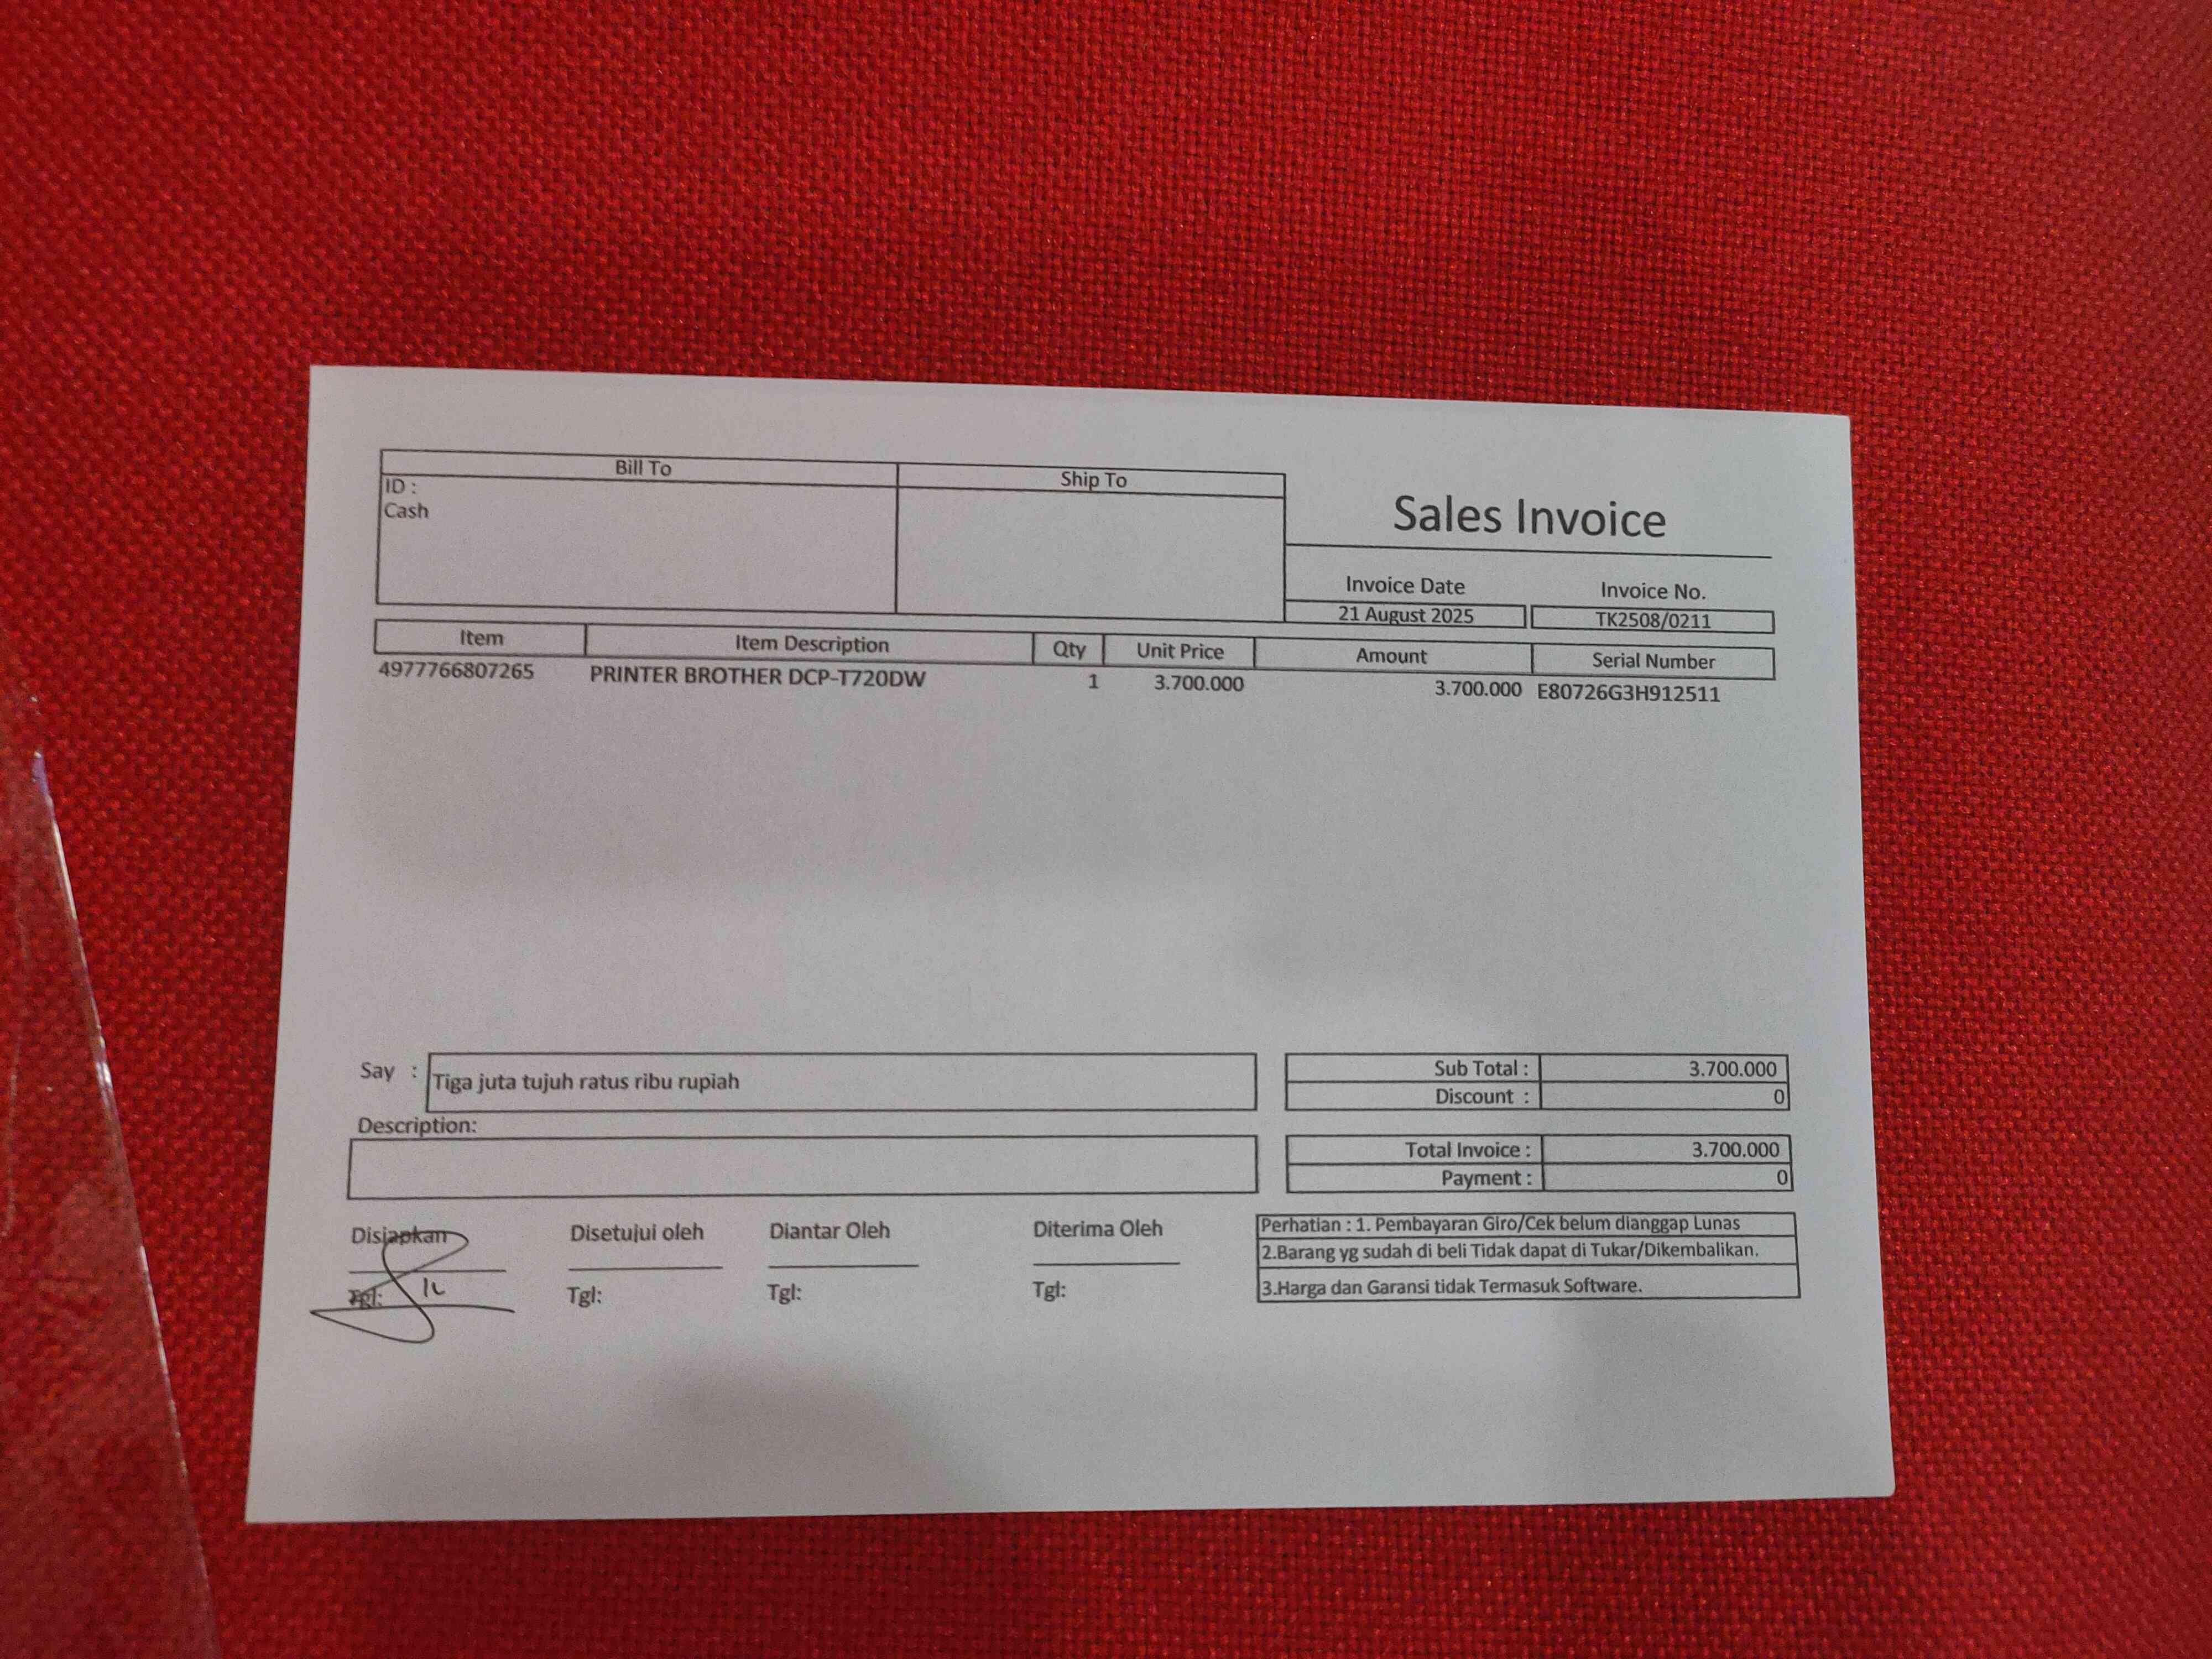 Bill To
Ship To
ID :
Cash
Sales Invoice
Invoice Date
Invoice No.
21 August 2025
TK2508/0211
Item
Item Description
Qty
Unit Price
Amount
Serial Number
4977766807265
PRINTER BROTHER DCP-T720DW
1
3.700.000
3.700.000
E80726G3H912511
Say :
Tiga juta tujuh ratus ribu rupiah
Sub Total :
3.700.000
Discount :
0
Description:
Total Invoice :
3.700.000
Payment :
0
Disiapkan
Disetujui oleh
Diantar Oleh
Diterima Oleh
Tgl:
Tgl:
Tgl:
Tgl:
Perhatian : 1. Pembayaran Giro/Cek belum dianggap Lunas
2.Barang yg sudah di beli Tidak dapat di Tukar/Dikembalikan.
3.Harga dan Garansi tidak Termasuk Software.